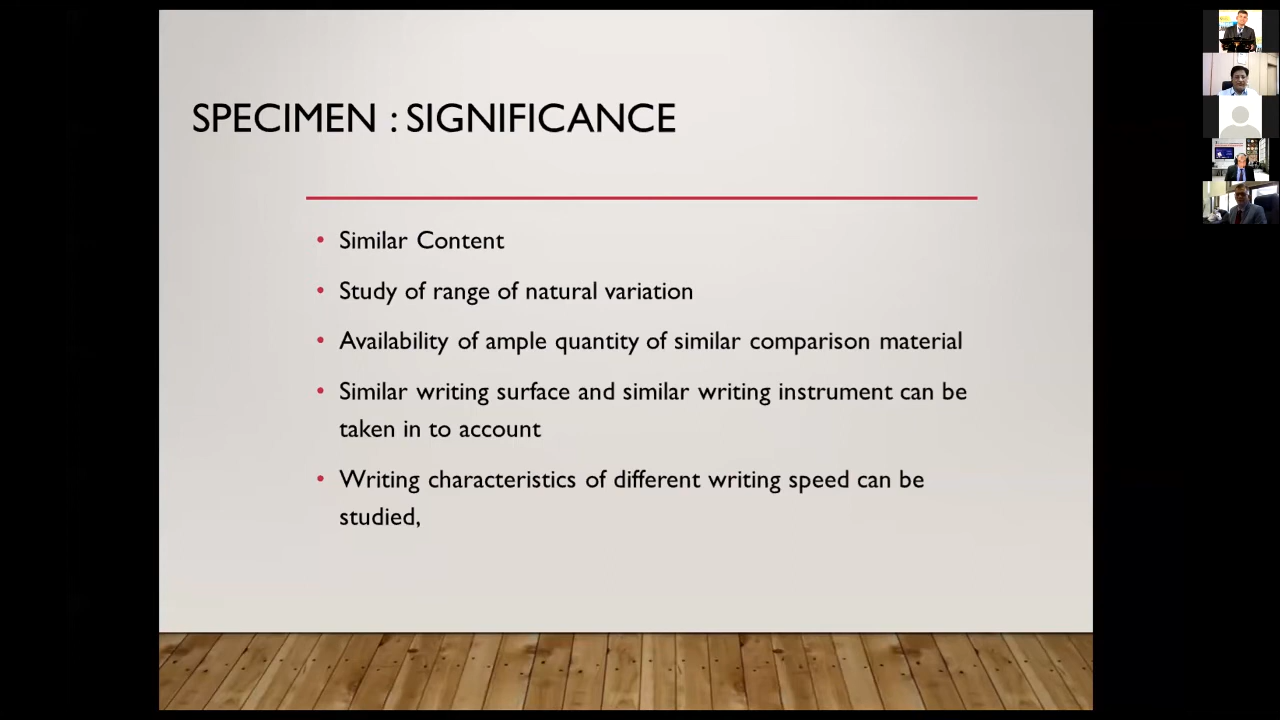 SPECIMEN : SIGNIFICANCE
• Similar Content
• Study of range of natural variation
• Availability of ample quantity of similar comparison material
• Similar writing surface and similar writing instrument can be
taken in to account
• Writing characteristics of different writing speed can be
studied,